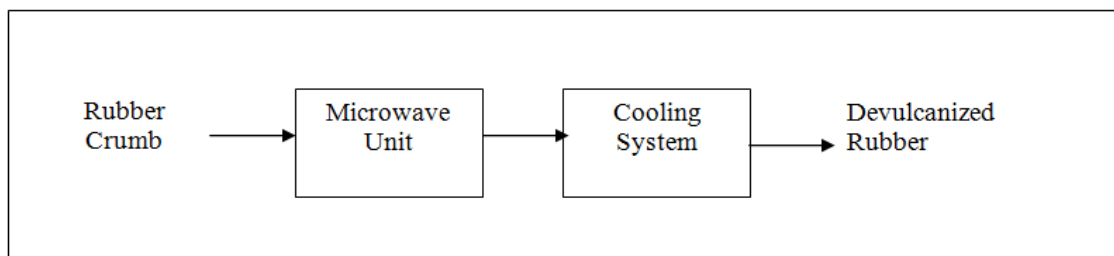 Rubber
Crumb
Microwave
Unit
Cooling
System
Devulcanized
Rubber